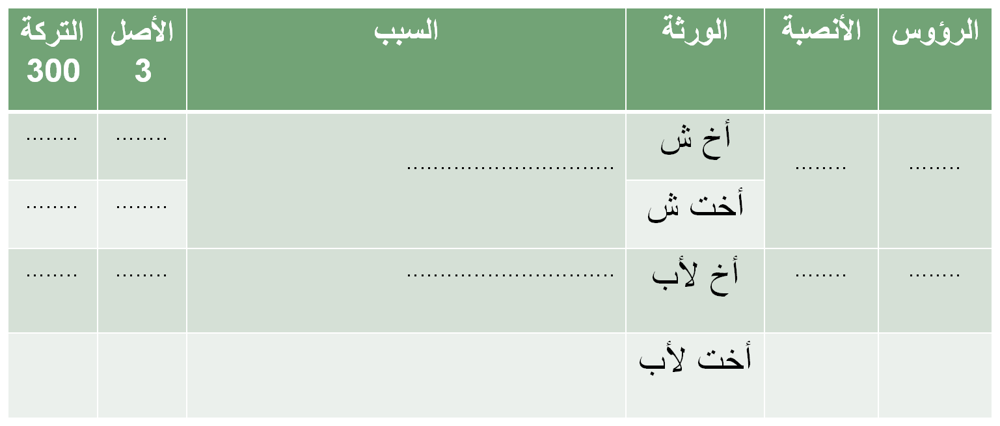 الرؤوس الأنصبة الورثة السبب الأصل التركة
3 300
........ ........ أخ ش ............................... ........ ........
أخت ش ........ ........
........ ........ أخ لأب ............................... ........ ........
أخت لأب